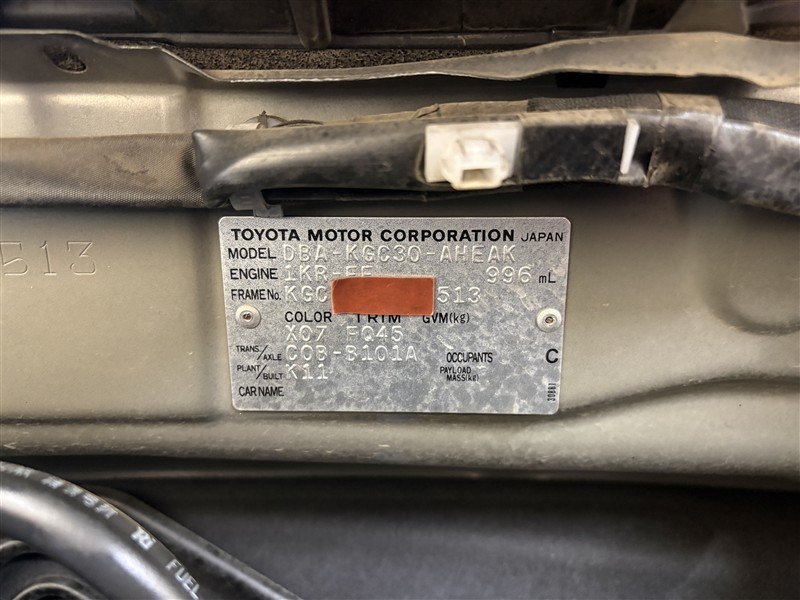 513
TOYOTA MOTOR CORPORATION JAPAN
MODEL DBA-KGC30-AHEAK
ENGINE 1KR-FE 996 mL
FRAME No. KGC 513
COLOR TRIM GVM(kg)
X07 FQ45
TRANS./AXLE C0B-B101A OCCUPANTS C
PLANT/BUILT K11 PAYLOAD MASS(kg)
CAR NAME
FUEL